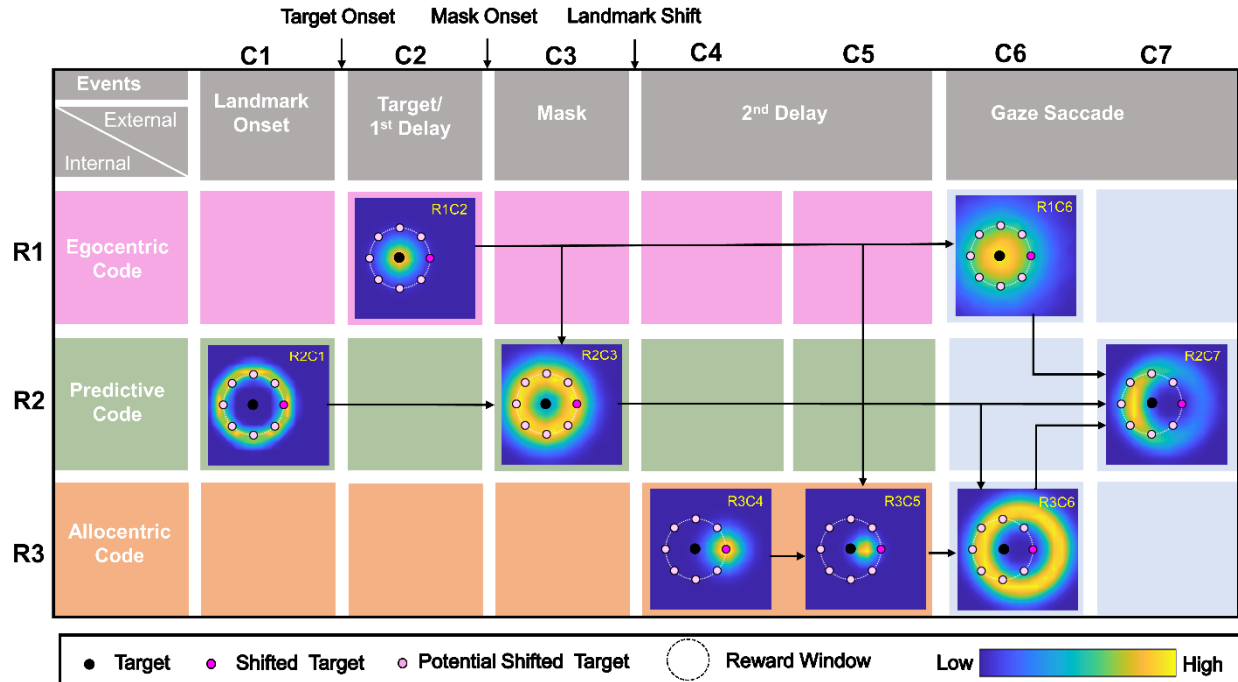 Target Onset Mask Onset Landmark Shift
C1 C2 C3 C4 C5 C6 C7
Events
External
Internal
Landmark
Onset
Target/
1st Delay
Mask
2nd Delay
Gaze Saccade
R1
Egocentric
Code
R1C2
R1C6
R2
Predictive
Code
R2C1
R2C3
R2C7
R3
Allocentric
Code
R3C4
R3C5
R3C6
Target Shifted Target Potential Shifted Target Reward Window Low High